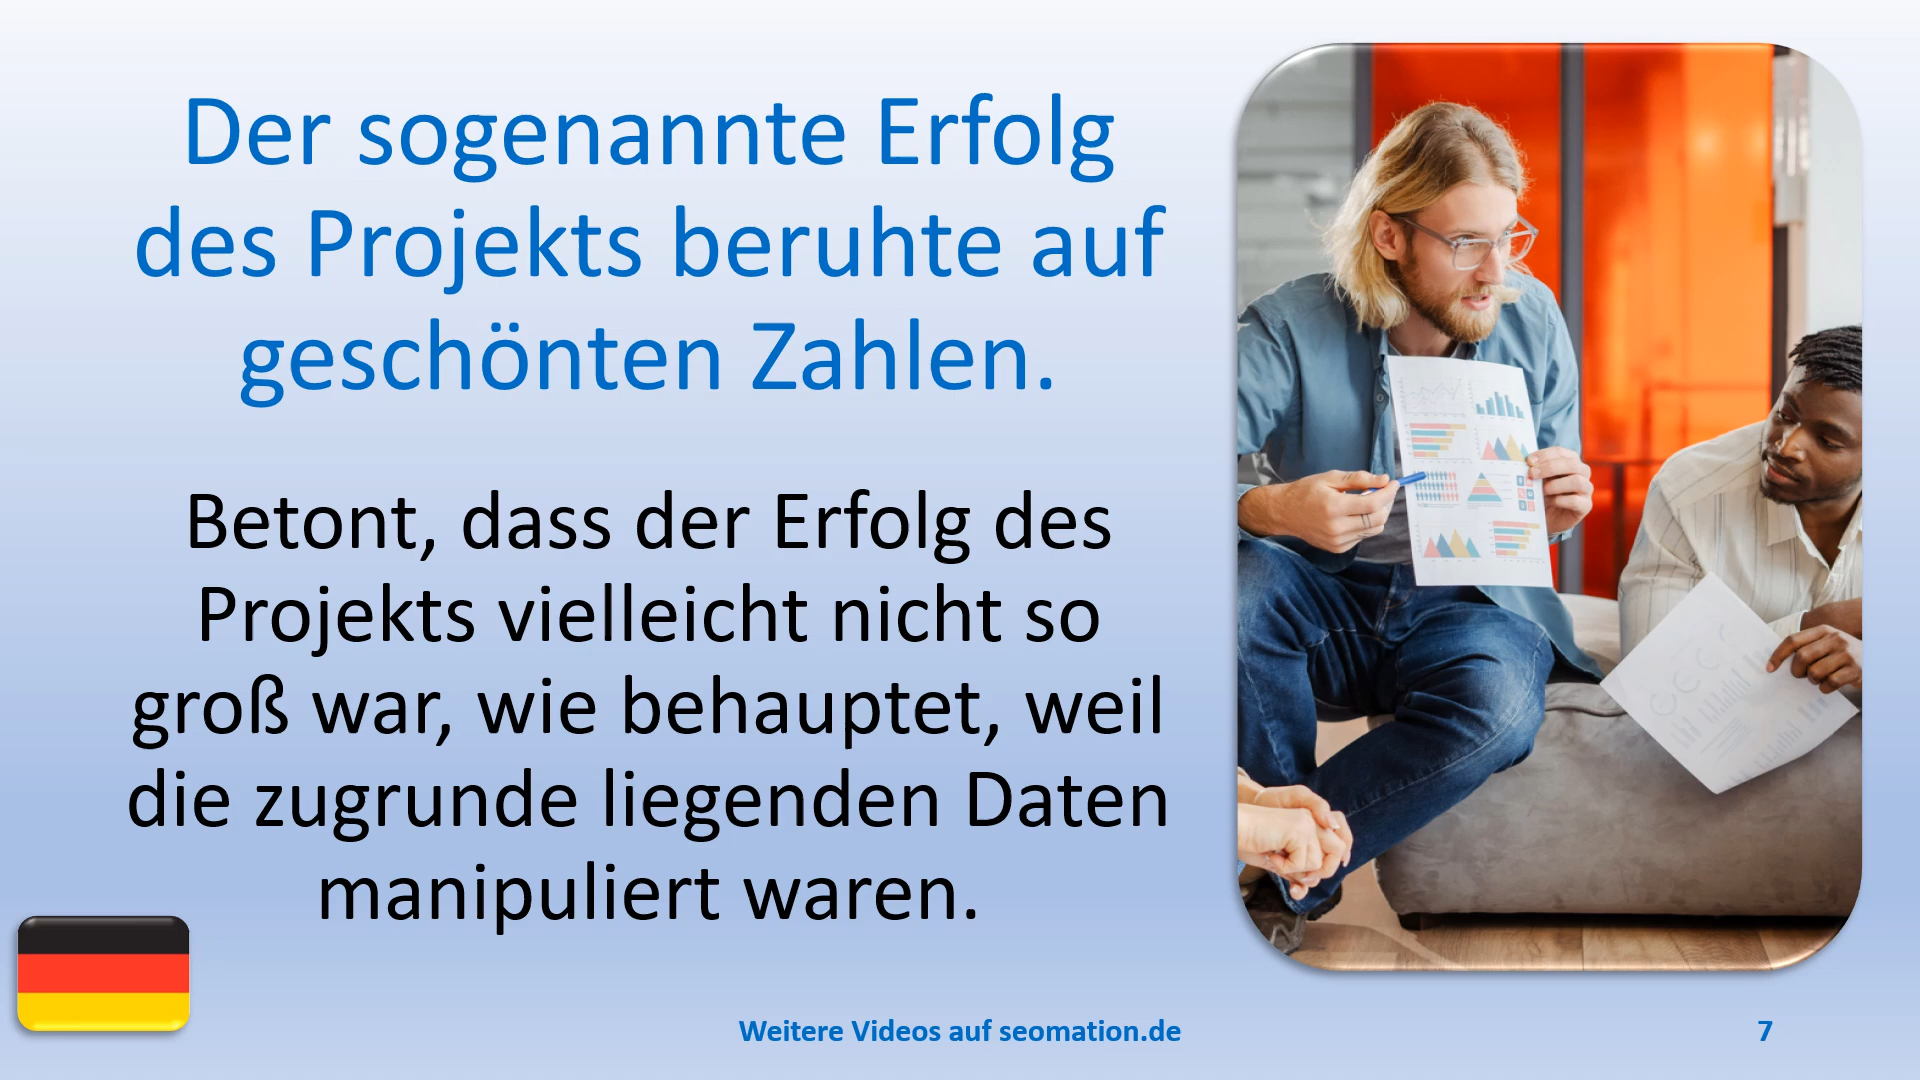 Der sogenannte Erfolg
des Projekts beruhte auf
geschönten Zahlen.
Betont, dass der Erfolg des
Projekts vielleicht nicht so
groß war, wie behauptet, weil
die zugrunde liegenden Daten
manipuliert waren.
Weitere Videos auf seomation.de
7